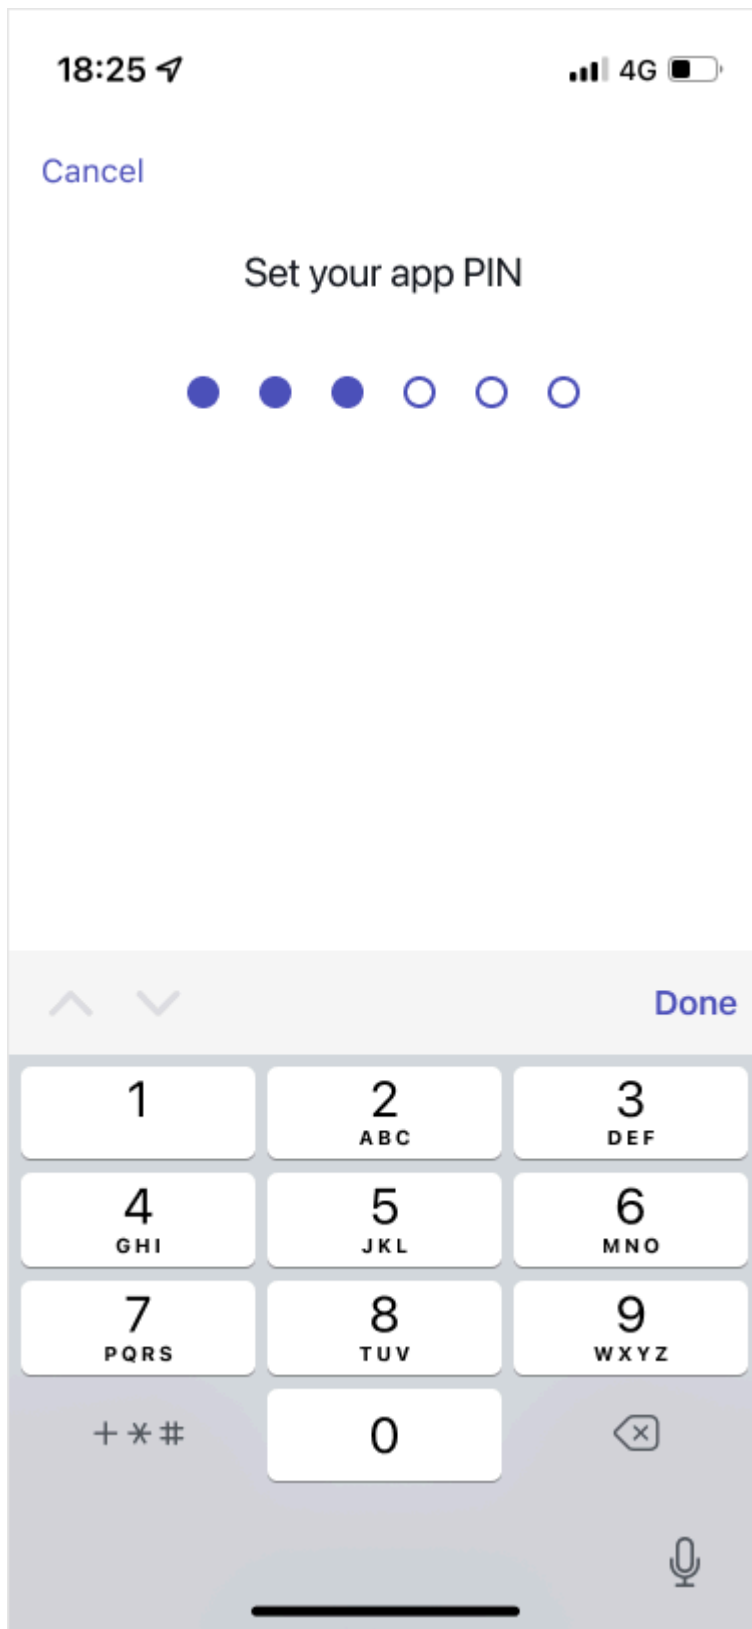 18:25 4G
Cancel
Set your app PIN
Done
1 2 3
ABC DEF
4 5 6
GHI JKL MNO
7 8 9
PQRS TUV WXYZ
+*# 0